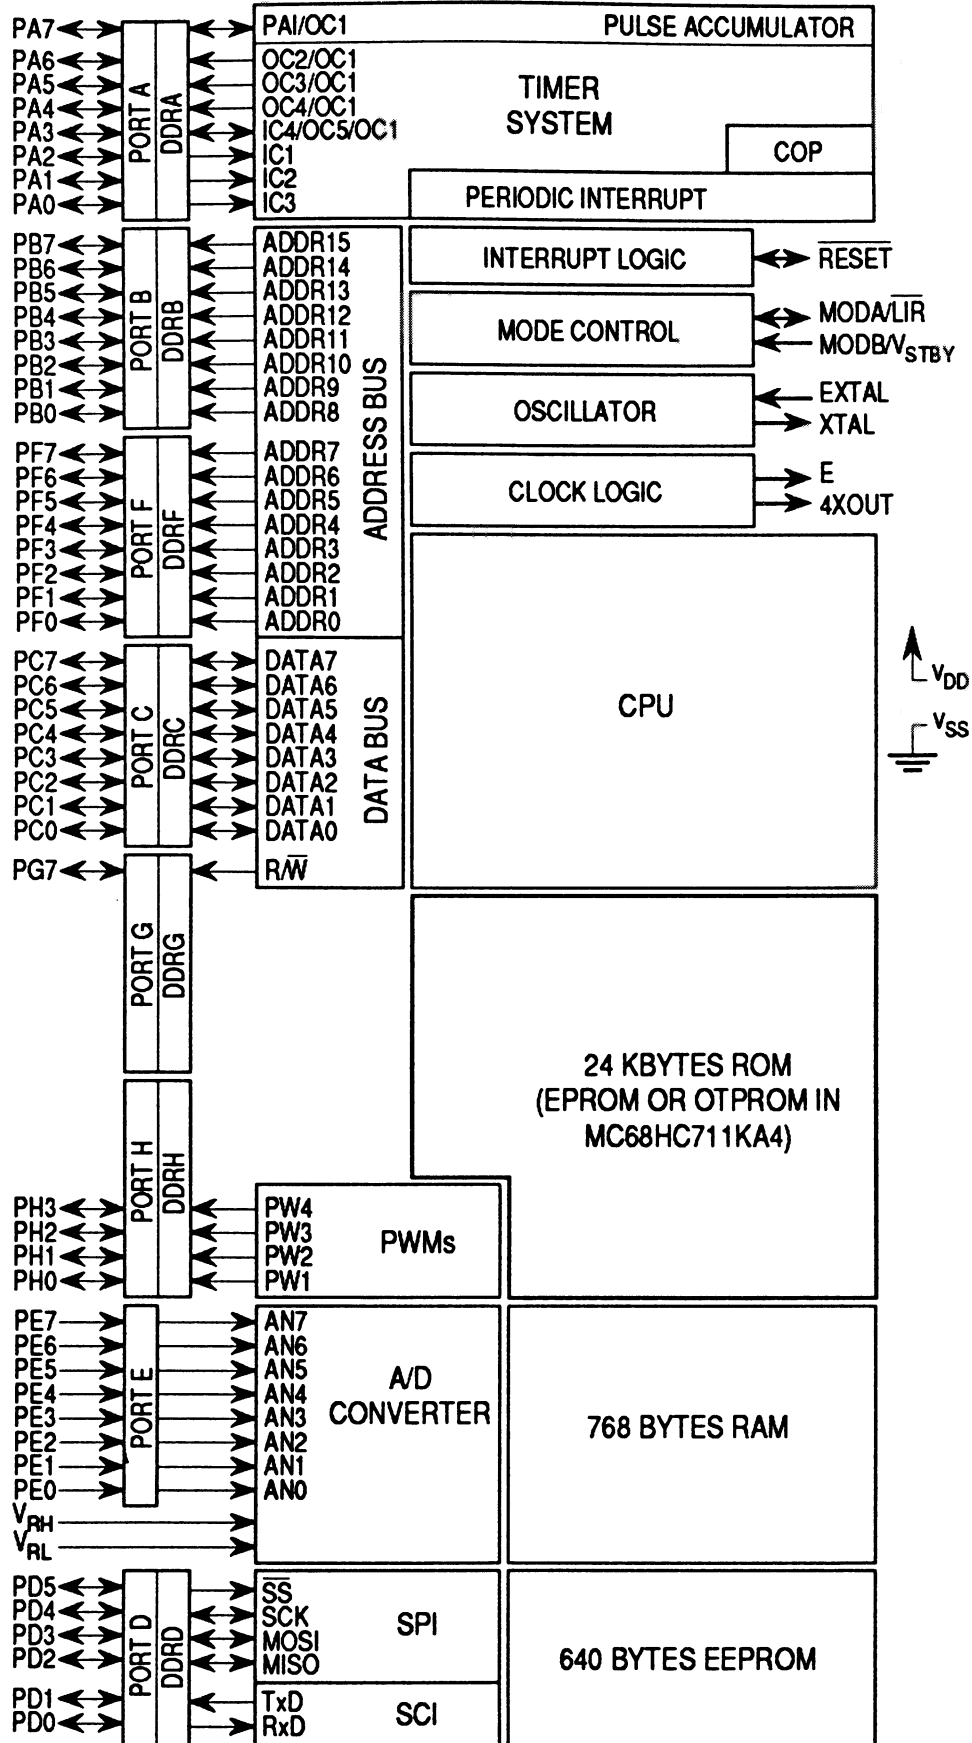 PA7 PAI/OC1 PULSE ACCUMULATOR
PA6 OC2/OC1
PA5 OC3/OC1
PA4 OC4/OC1
PA3 IC4/OC5/OC1
PA2 IC1
PA1 IC2
PA0 IC3
PORT A
DDRA
TIMER
SYSTEM
COP
PERIODIC INTERRUPT
PB7 ADDR15
PB6 ADDR14
PB5 ADDR13
PB4 ADDR12
PB3 ADDR11
PB2 ADDR10
PB1 ADDR9
PB0 ADDR8
PORT B
DDRB
PF7 ADDR7
PF6 ADDR6
PF5 ADDR5
PF4 ADDR4
PF3 ADDR3
PF2 ADDR2
PF1 ADDR1
PF0 ADDR0
PORT F
DDRF
ADDRESS BUS
INTERRUPT LOGIC RESET
MODE CONTROL
MODA/LIR
MODB/VSTBY
OSCILLATOR
EXTAL
XTAL
CLOCK LOGIC
E
4XOUT
PC7 DATA7
PC6 DATA6
PC5 DATA5
PC4 DATA4
PC3 DATA3
PC2 DATA2
PC1 DATA1
PC0 DATA0
PORT C
DDRC
DATA BUS
CPU
VDD
VSS
PG7 R/W
PORT G
DDRG
24 KBYTES ROM
(EPROM OR OTPROM IN
MC68HC711KA4)
PORT H
DDRH
PH3 PW4
PH2 PW3
PH1 PW2
PH0 PW1
PWMs
PE7 AN7
PE6 AN6
PE5 AN5
PE4 AN4
PE3 AN3
PE2 AN2
PE1 AN1
PE0 AN0
PORT E
A/D
CONVERTER
768 BYTES RAM
VRH
VRL
PD5 SS
PD4 SCK
PD3 MOSI
PD2 MISO
SPI
PD1 TxD
PD0 RxD
SCI
PORT D
DDRD
640 BYTES EEPROM